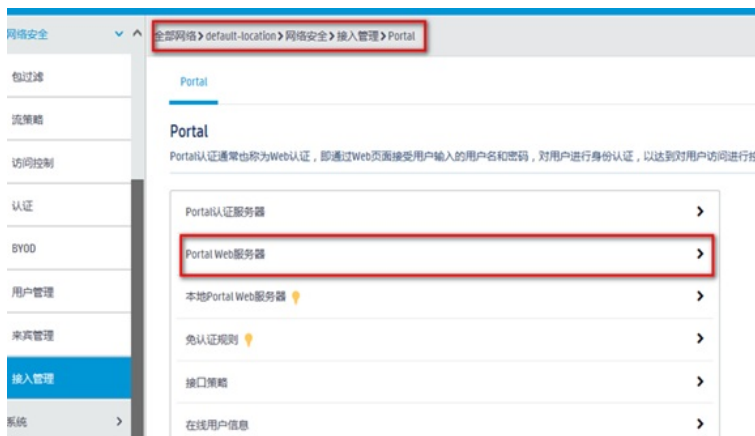 网络安全
全部网络>default-location>网络安全>接入管理>Portal
包过滤
流策略
访问控制
认证
BYOD
用户管理
来宾管理
接入管理
系统
Portal
Portal
Portal认证通常也称为Web认证，即通过Web页面接受用户输入的用户名和密码，对用户进行身份认证，以达到对用户访问进行控
Portal认证服务器
Portal Web服务器
本地Portal Web服务器
免认证规则
接口策略
在线用户信息